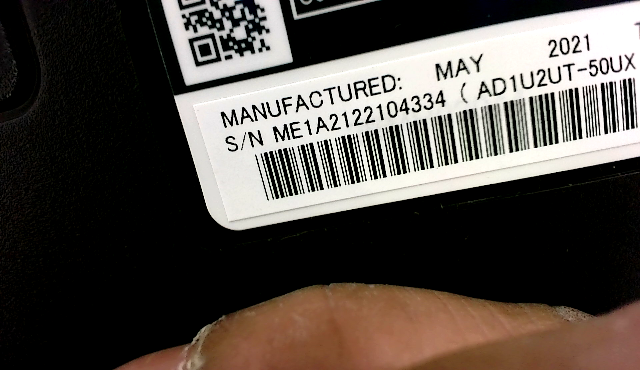 MANUFACTURED: MAY 2021
S/N ME1A2122104334 ( AD1U2UT-50UX